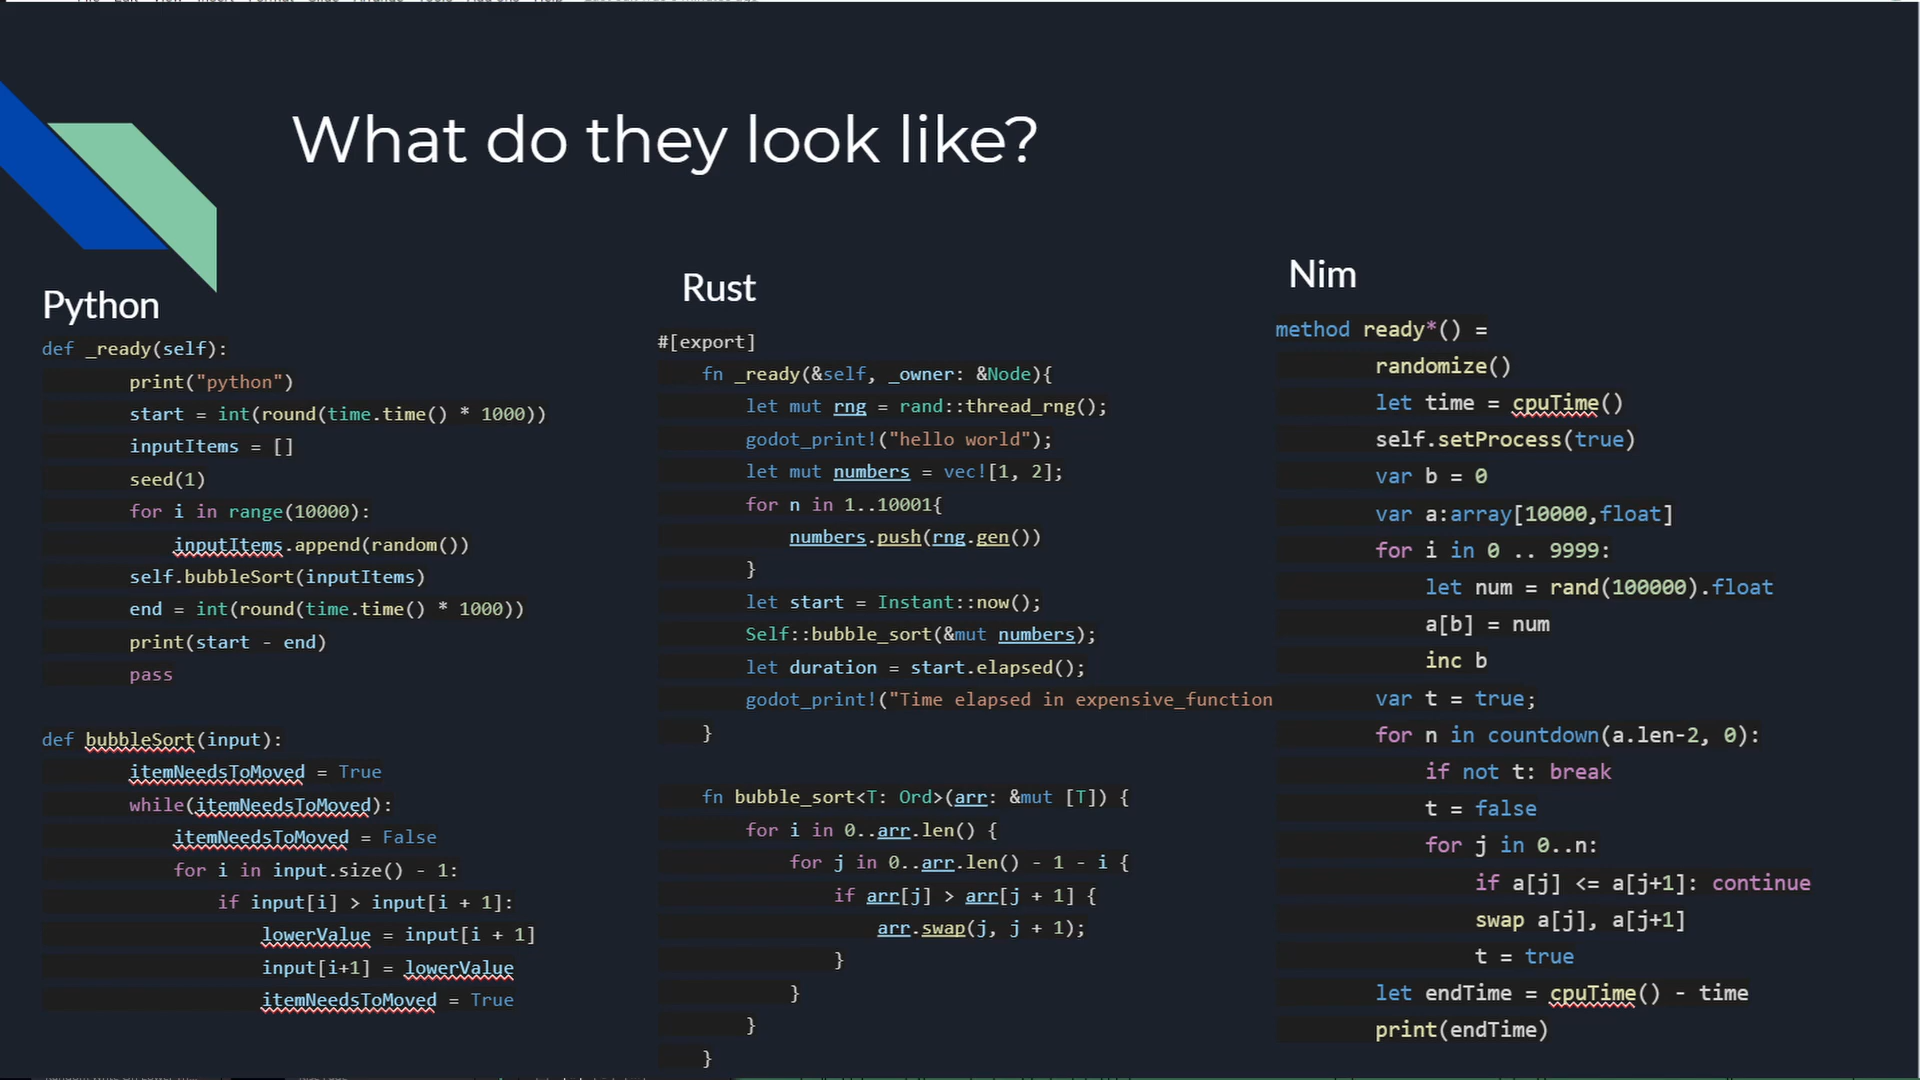 What do they look like?
Python
def _ready(self):
print("python")
start = int(round(time.time() * 1000))
inputItems = []
seed(1)
for i in range(10000):
inputItems.append(random())
self.bubbleSort(inputItems)
end = int(round(time.time() * 1000))
print(start - end)
pass
def bubbleSort(input):
itemNeedsToMoved = True
while(itemNeedsToMoved):
itemNeedsToMoved = False
for i in input.size() - 1:
if input[i] > input[i + 1]:
lowerValue = input[i + 1]
input[i+1] = lowerValue
itemNeedsToMoved = True
Rust
#[export]
fn _ready(&self, _owner: &Node){
let mut rng = rand::thread_rng();
godot_print!("hello world");
let mut numbers = vec![1, 2];
for n in 1..10001{
numbers.push(rng.gen())
}
let start = Instant::now();
Self::bubble_sort(&mut numbers);
let duration = start.elapsed();
godot_print!("Time elapsed in expensive_function
}
fn bubble_sort<T: Ord>(arr: &mut [T]) {
for i in 0..arr.len() {
for j in 0..arr.len() - 1 - i {
if arr[j] > arr[j + 1] {
arr.swap(j, j + 1);
}
}
}
}
Nim
method ready*() =
randomize()
let time = cpuTime()
self.setProcess(true)
var b = 0
var a:array[10000,float]
for i in 0 .. 9999:
let num = rand(100000).float
a[b] = num
inc b
var t = true;
for n in countdown(a.len-2, 0):
if not t: break
t = false
for j in 0..n:
if a[j] <= a[j+1]: continue
swap a[j], a[j+1]
t = true
let endTime = cpuTime() - time
print(endTime)